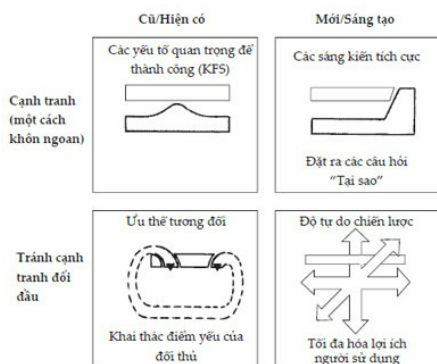 Cũ/Hiện có
Mới/Sáng tạo
Cạnh tranh
(một cách
khôn ngoan)
Các yếu tố quan trọng để
thành công (KFS)
Các sáng kiến tích cực
Đặt ra các câu hỏi
"Tại sao"
Tránh cạnh
tranh đối
đầu
Ưu thế tương đối
Khai thác điểm yếu của
đối thủ
Độ tự do chiến lược
Tối đa hóa lợi ích
người sử dụng